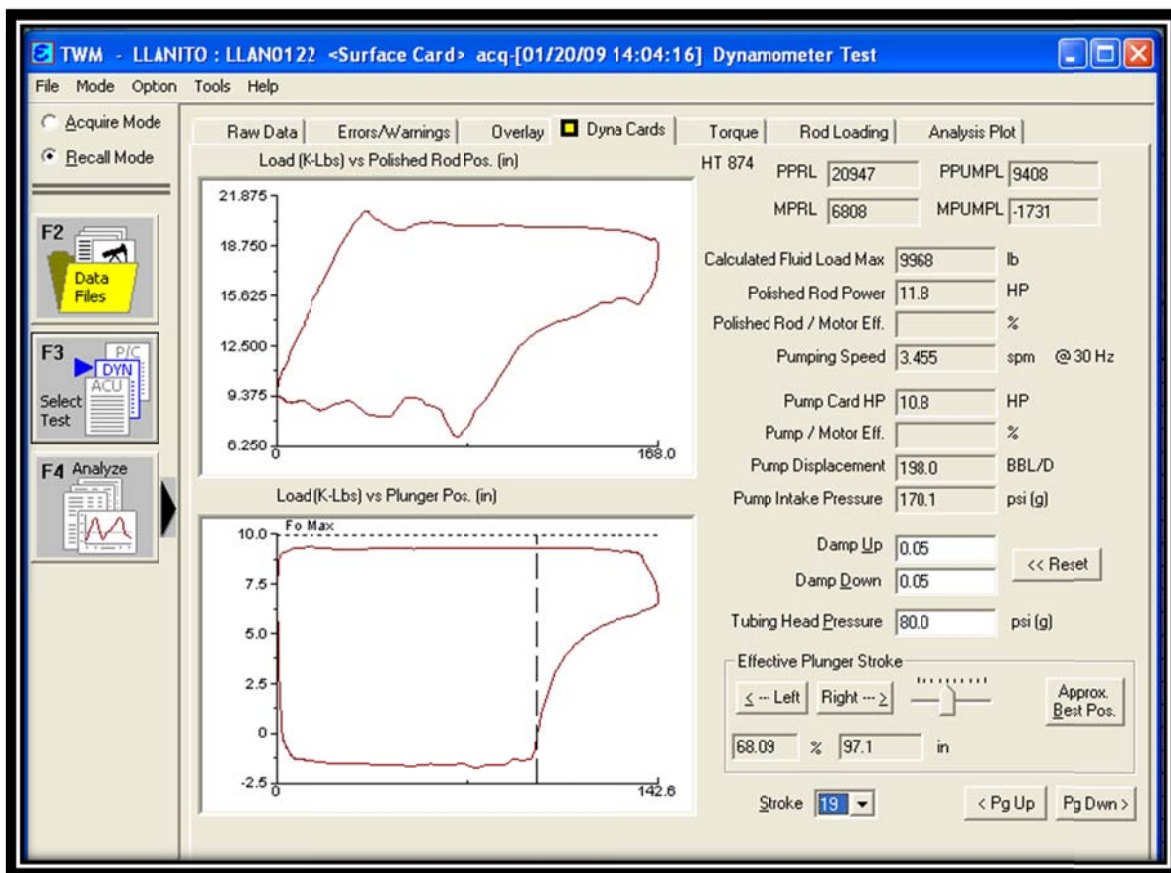 TWM - LLANITO : LLAN0122 <Surface Card> acq-[01/20/09 14:04:16] Dynamometer Test
File Mode Option Tools Help
Acquire Mode
Recall Mode
F2
Data
Files
F3
P/C
DYN
ACU
Select
Test
F4 Analyze
Raw Data Errors/Warnings Overlay Dyna Cards Torque Rod Loading Analysis Plot
Load (K-Lbs) vs Polished Rod Pos. (in)
21.875
18.750
15.625
12.500
9.375
6.250
0 168.0
Load(K-Lbs) vs Plunger Pos. (in)
Fo Max
10.0
7.5
5.0
2.5
0
-2.5
0 142.6
HT 874 PPRL 20947 PPUMPL 9408
MPRL 6808 MPUMPL -1731
Calculated Fluid Load Max 9968 lb
Polished Rod Power 11.8 HP
Polished Rod / Motor Eff. %
Pumping Speed 3.455 spm @ 30 Hz
Pump Card HP 10.8 HP
Pump / Motor Eff. %
Pump Displacement 198.0 BBL/D
Pump Intake Pressure 170.1 psi (g)
Damp Up 0.05
Damp Down 0.05
<< Reset
Tubing Head Pressure 80.0 psi (g)
Effective Plunger Stroke
< -- Left Right --- > Approx.
Best Pos.
68.09 % 97.1 in
Stroke 19 < Pg Up Pg Dwn >